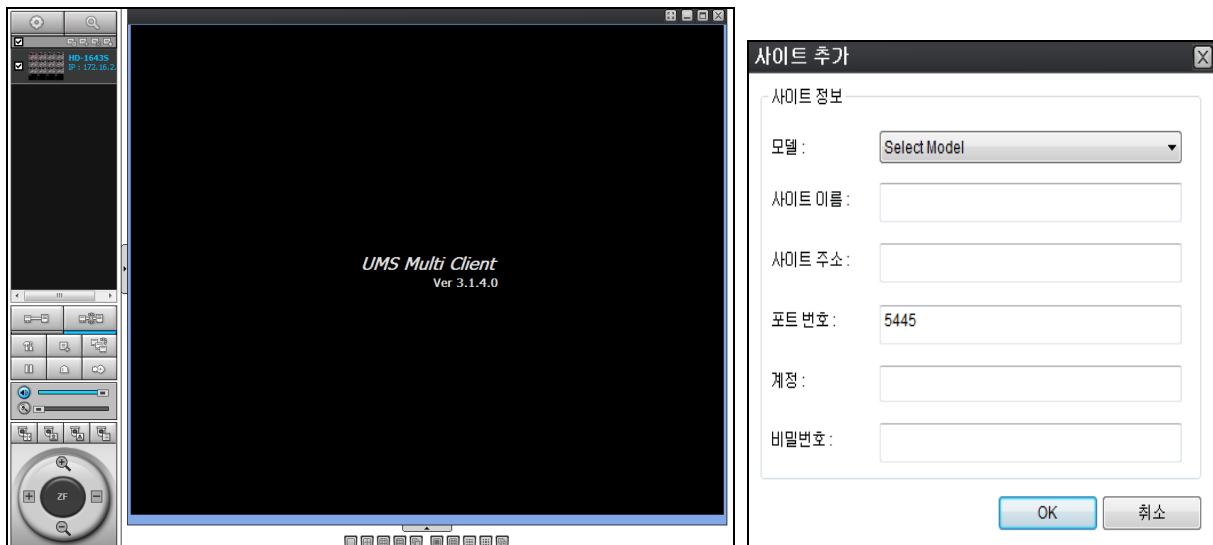 HD-1643S
IP : 172.16.2.
UMS Multi Client
Ver 3.1.4.0
ZF
사이트 추가
사이트 정보
모델 :
Select Model
사이트 이름 :
사이트 주소 :
포트 번호 :
5445
계정 :
비밀번호 :
OK
취소